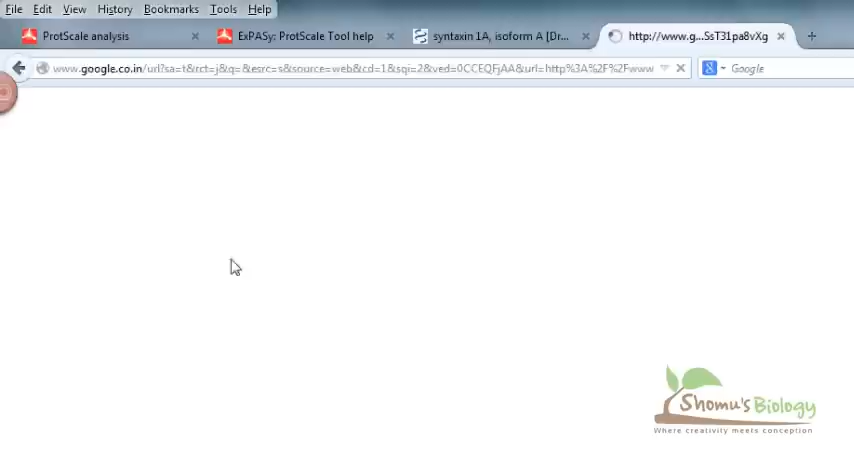 File Edit View History Bookmarks Tools Help
ProtScale analysis
ExPASy: ProtScale Tool help
syntaxin 1A, isoform A [Dr...
http://www.g...SsT31pa8vXg
www.google.co.in/url?sa=t&rct=j&q=&esrc=s&source=web&cd=1&sqi=2&ved=0CCEQFjAA&url=http%3A%2F%2Fwww
Google
Shomu's Biology
Where creativity meets conception